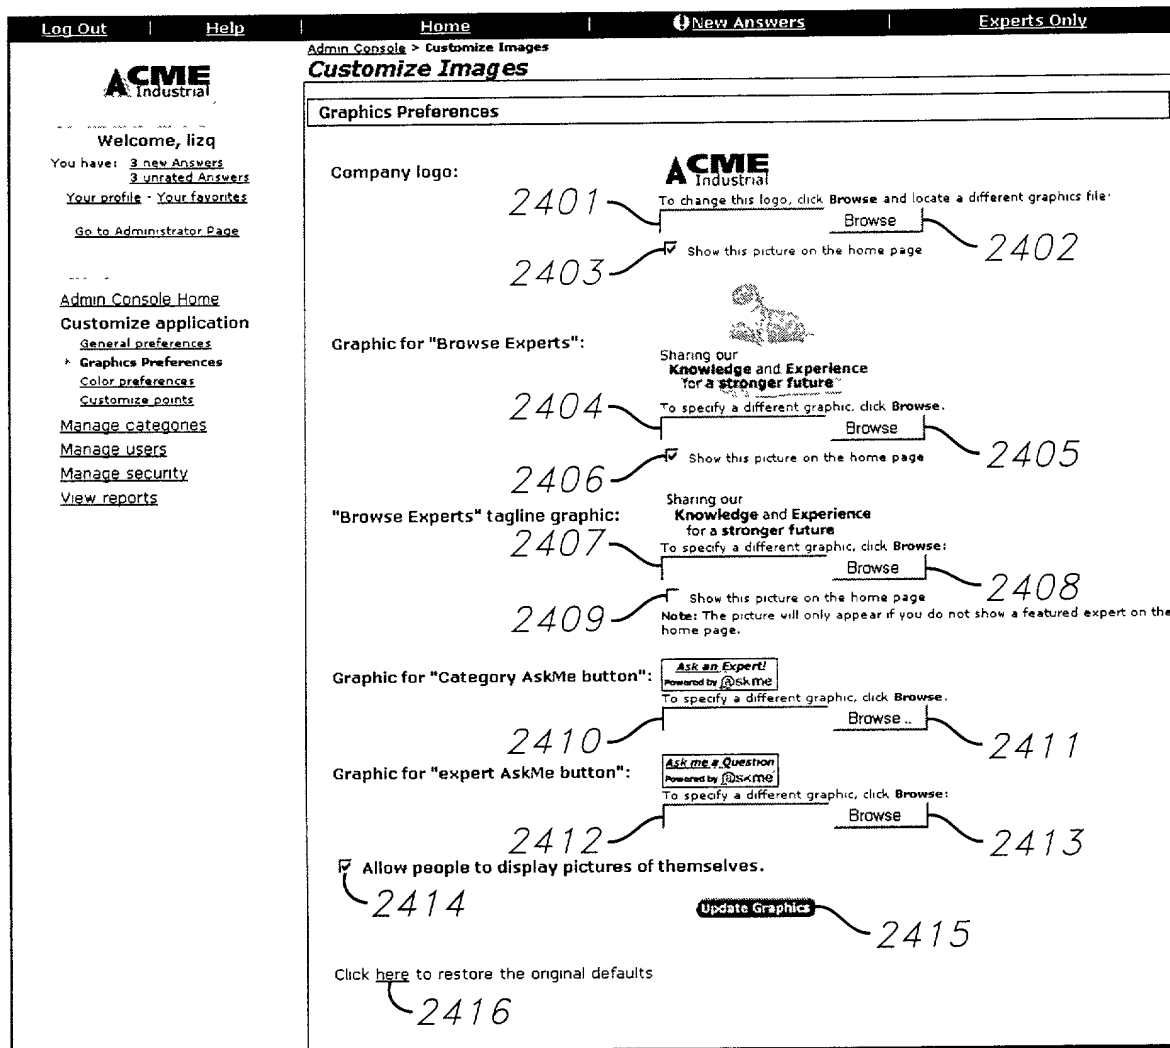 Log Out | Help | Home | New Answers | Experts Only
ACME
Industrial
Welcome, lizq
You have: 3 new Answers
3 unrated Answers
Your profile - Your favorites
Go to Administrator Page
Admin Console Home
Customize application
General preferences
Graphics Preferences
Color preferences
Customize points
Manage categories
Manage users
Manage security
View reports
Admin Console > Customize Images
Customize Images
Graphics Preferences
Company logo:
ACME
Industrial
2401
To change this logo, click Browse and locate a different graphics file:
Browse
2402
2403
Show this picture on the home page
Graphic for "Browse Experts":
Sharing our
Knowledge and Experience
for a stronger future
2404
To specify a different graphic, click Browse.
Browse
2405
2406
Show this picture on the home page
"Browse Experts" tagline graphic:
Sharing our
Knowledge and Experience
for a stronger future
2407
To specify a different graphic, click Browse:
Browse
2408
2409
Show this picture on the home page
Note: The picture will only appear if you do not show a featured expert on the
home page.
Graphic for "Category AskMe button":
Ask an Expert!
Powered by @skme
To specify a different graphic, click Browse.
2410
Browse ..
2411
Graphic for "expert AskMe button":
Ask me a Question
Powered by @skme
To specify a different graphic, click Browse:
2412
Browse
2413
Allow people to display pictures of themselves.
2414
Update Graphics
2415
Click here to restore the original defaults
2416